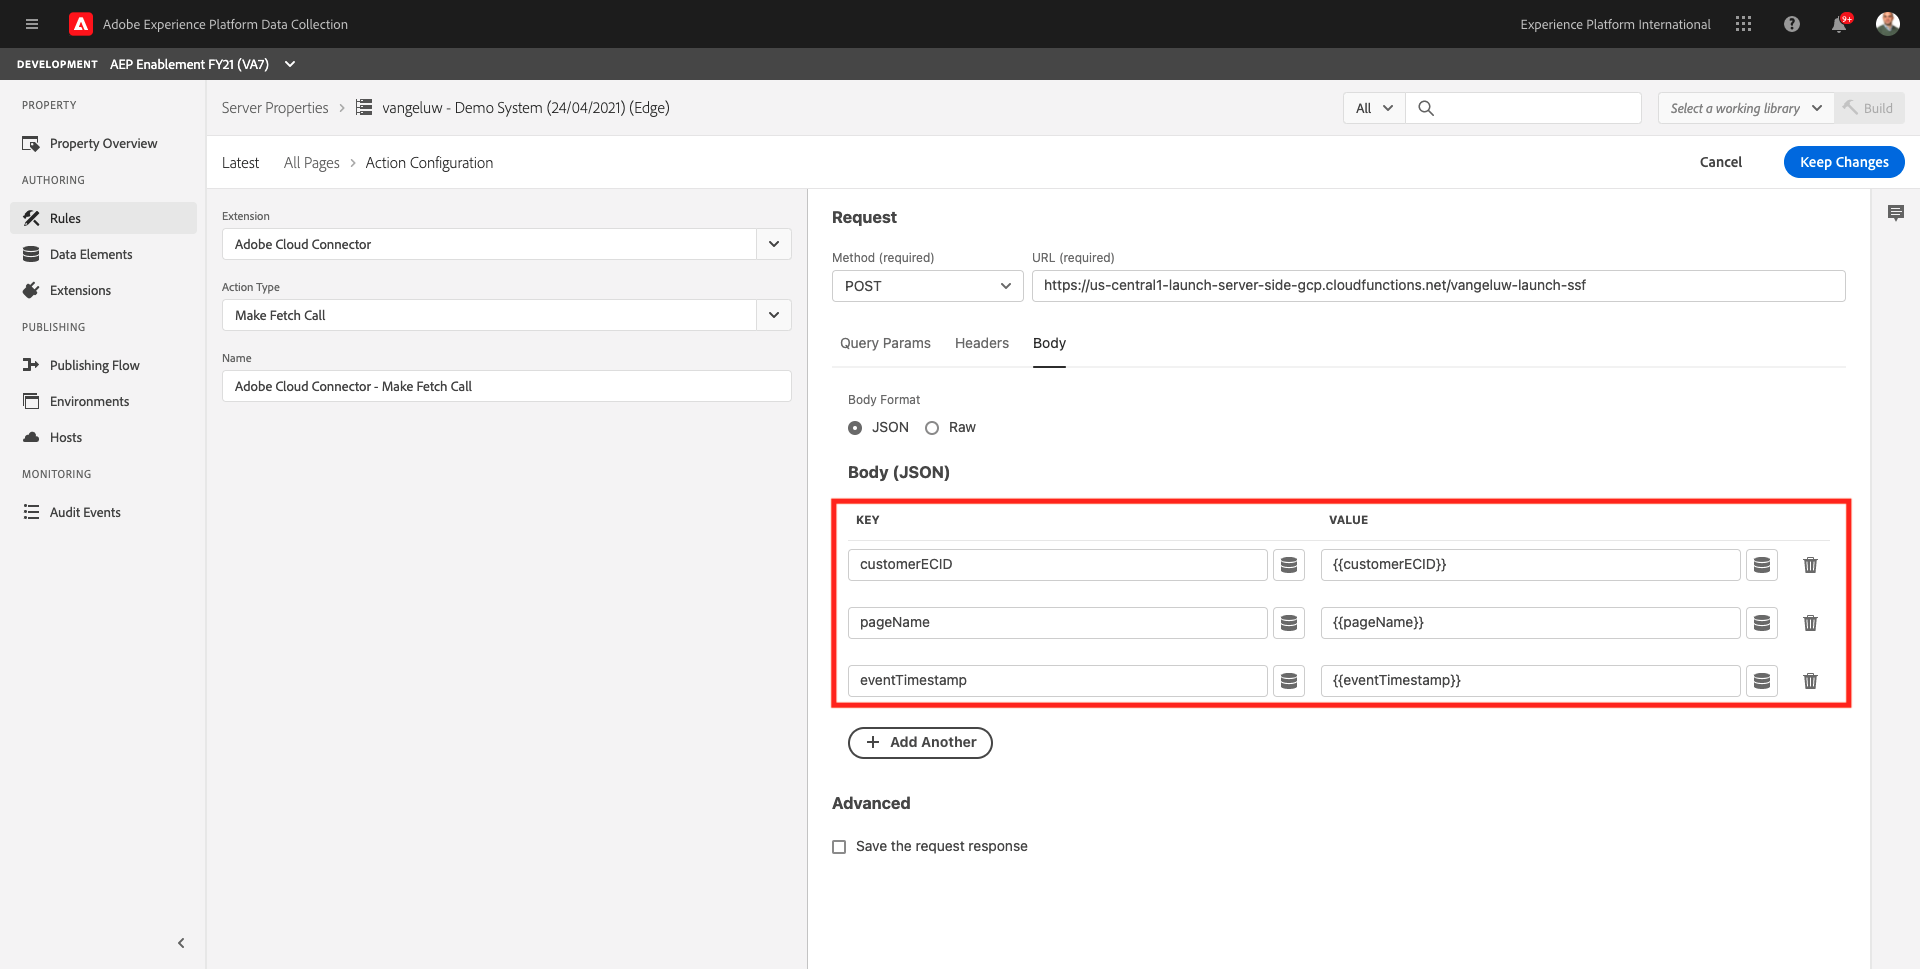 Adobe Experience Platform Data Collection
Experience Platform International
9+
DEVELOPMENT AEP Enablement FY21 (VA7)
PROPERTY
Property Overview
AUTHORING
Rules
Data Elements
Extensions
PUBLISHING
Publishing Flow
Environments
Hosts
MONITORING
Audit Events
Server Properties > vangeluw - Demo System (24/04/2021) (Edge)
All
Select a working library
Build
Latest All Pages > Action Configuration
Cancel
Keep Changes
Extension
Adobe Cloud Connector
Action Type
Make Fetch Call
Name
Adobe Cloud Connector - Make Fetch Call
Request
Method (required) URL (required)
POST https://us-central1-launch-server-side-gcp.cloudfunctions.net/vangeluw-launch-ssf
Query Params Headers Body
Body Format
JSON Raw
Body (JSON)
KEY VALUE
customerECID {{customerECID}}
pageName {{pageName}}
eventTimestamp {{eventTimestamp}}
+ Add Another
Advanced
Save the request response